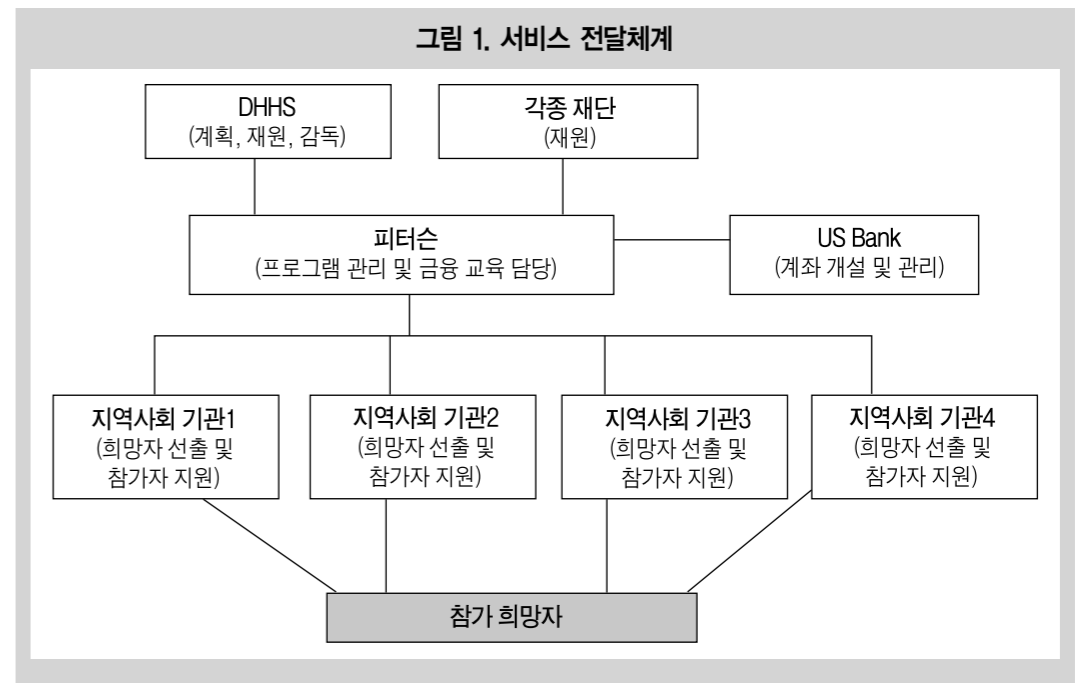 그림 1. 서비스 전달체계
DHHS
(계획, 재원, 감독)
각종 재단
(재원)
피터슨
(프로그램 관리 및 금융 교육 담당)
US Bank
(계좌 개설 및 관리)
지역사회 기관1
(희망자 선출 및
참가자 지원)
지역사회 기관2
(희망자 선출 및
참가자 지원)
지역사회 기관3
(희망자 선출 및
참가자 지원)
지역사회 기관4
(희망자 선출 및
참가자 지원)
참가 희망자